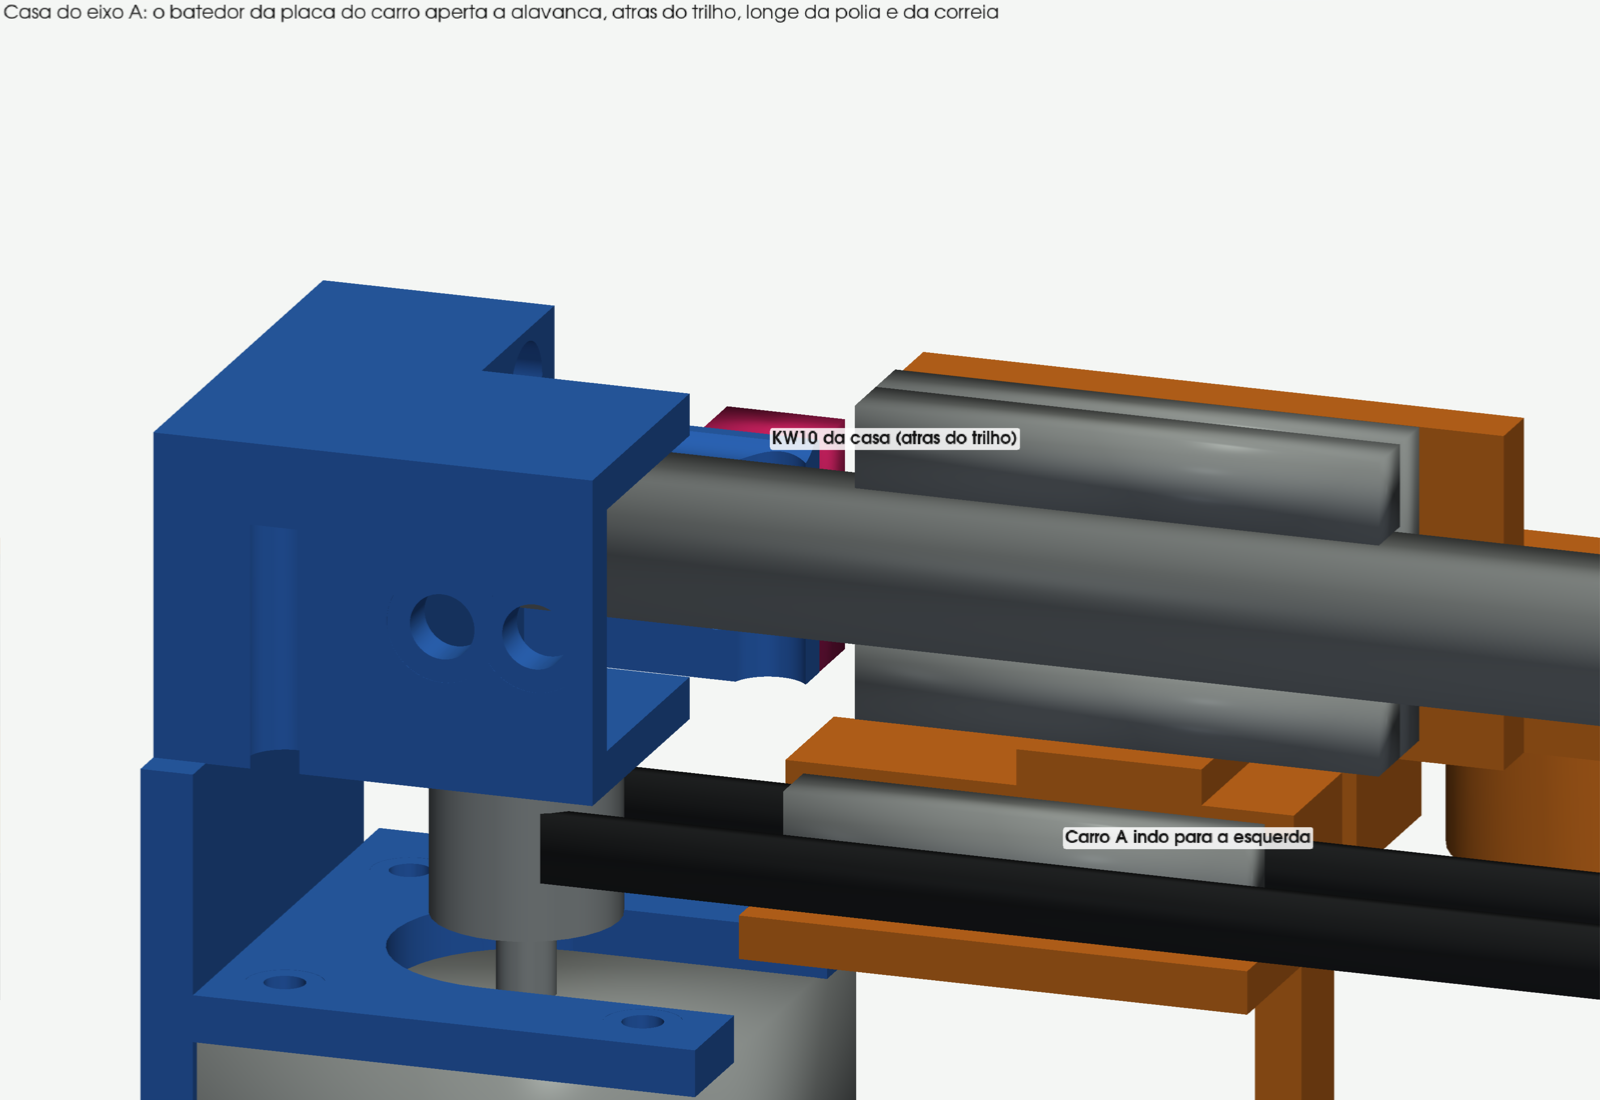 Casa do eixo A: o batedor da placa do carro aperta a alavanca, atras do trilho, longe da polia e da correia
KW10 da casa (atras do trilho)
Carro A indo para a esquerda